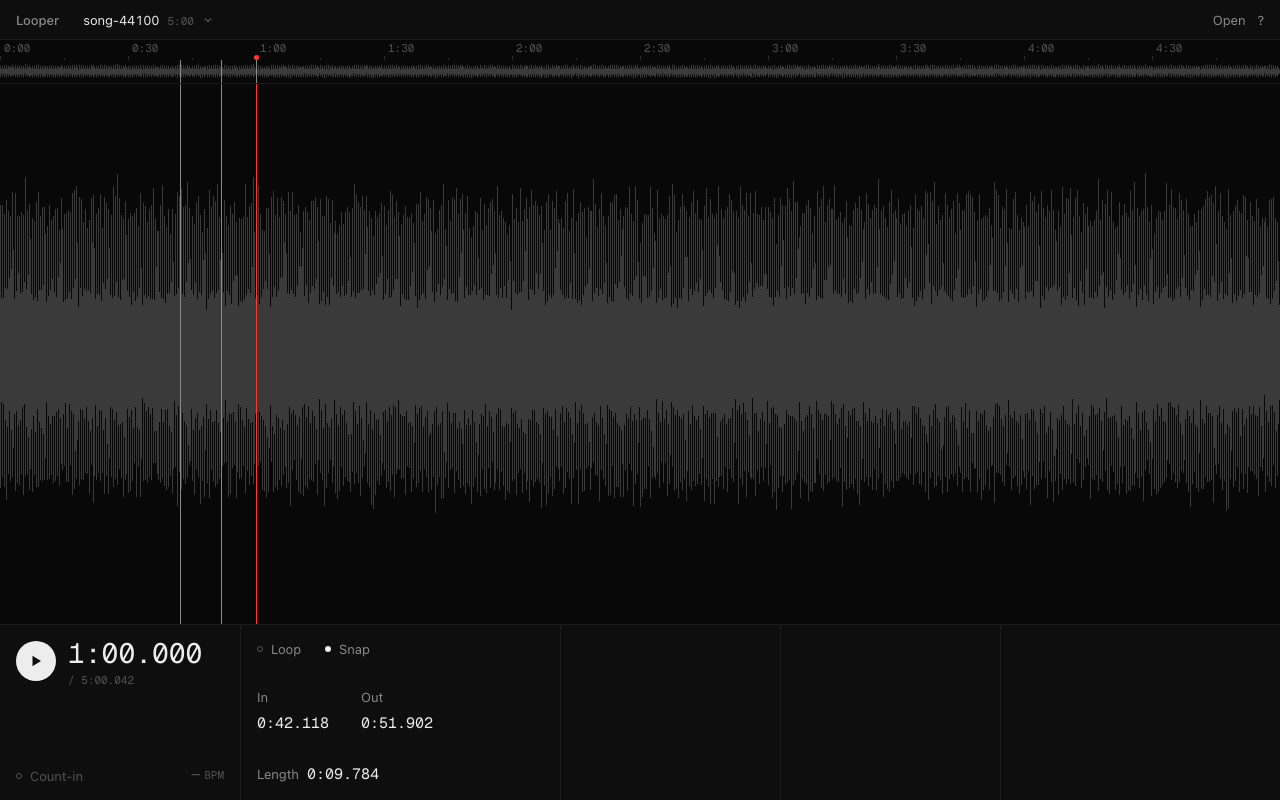 Looper song-44100 5:00 Open ?
0:00 0:30 1:00 1:30 2:00 2:30 3:00 3:30 4:00 4:30
1:00.000
/ 5:00.042
Count-in — BPM
Loop Snap
In Out
0:42.118 0:51.902
Length 0:09.784